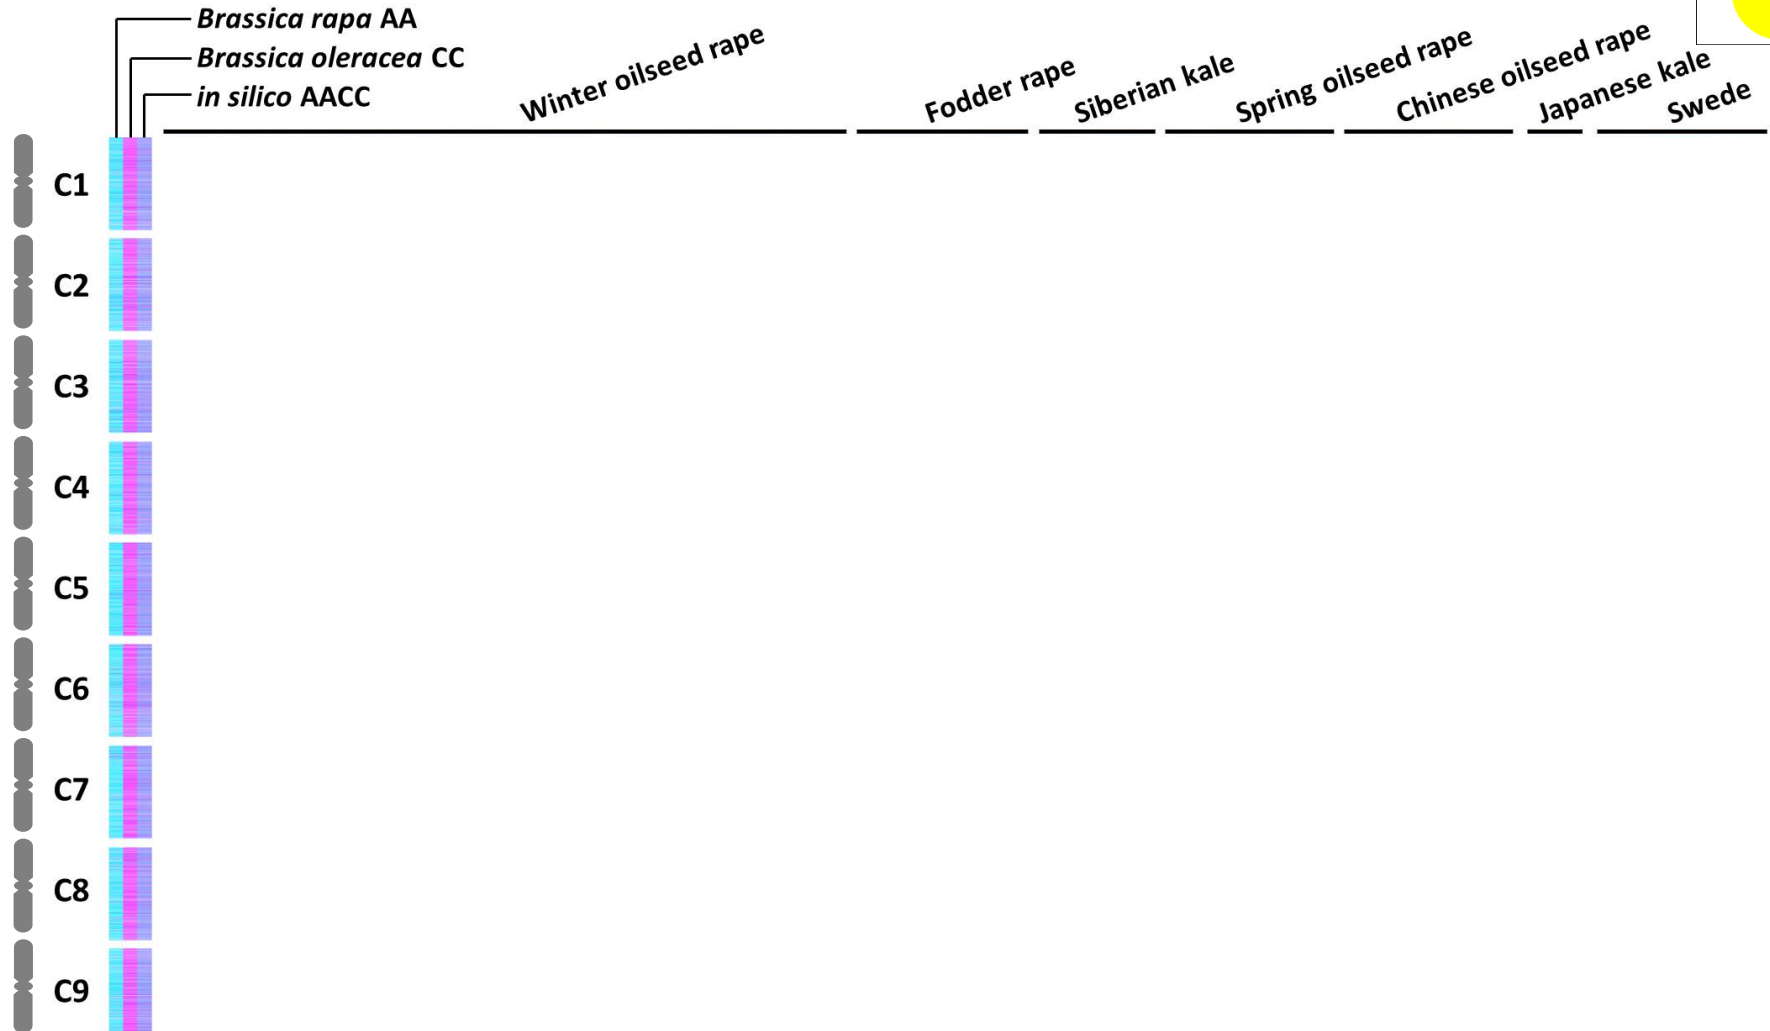 Brassica rapa AA
Brassica oleracea CC
in silico AACC
Winter oilseed rape
Fodder rape
Siberian kale
Spring oilseed rape
Chinese oilseed rape
Japanese kale
Swede
C1
C2
C3
C4
C5
C6
C7
C8
C9